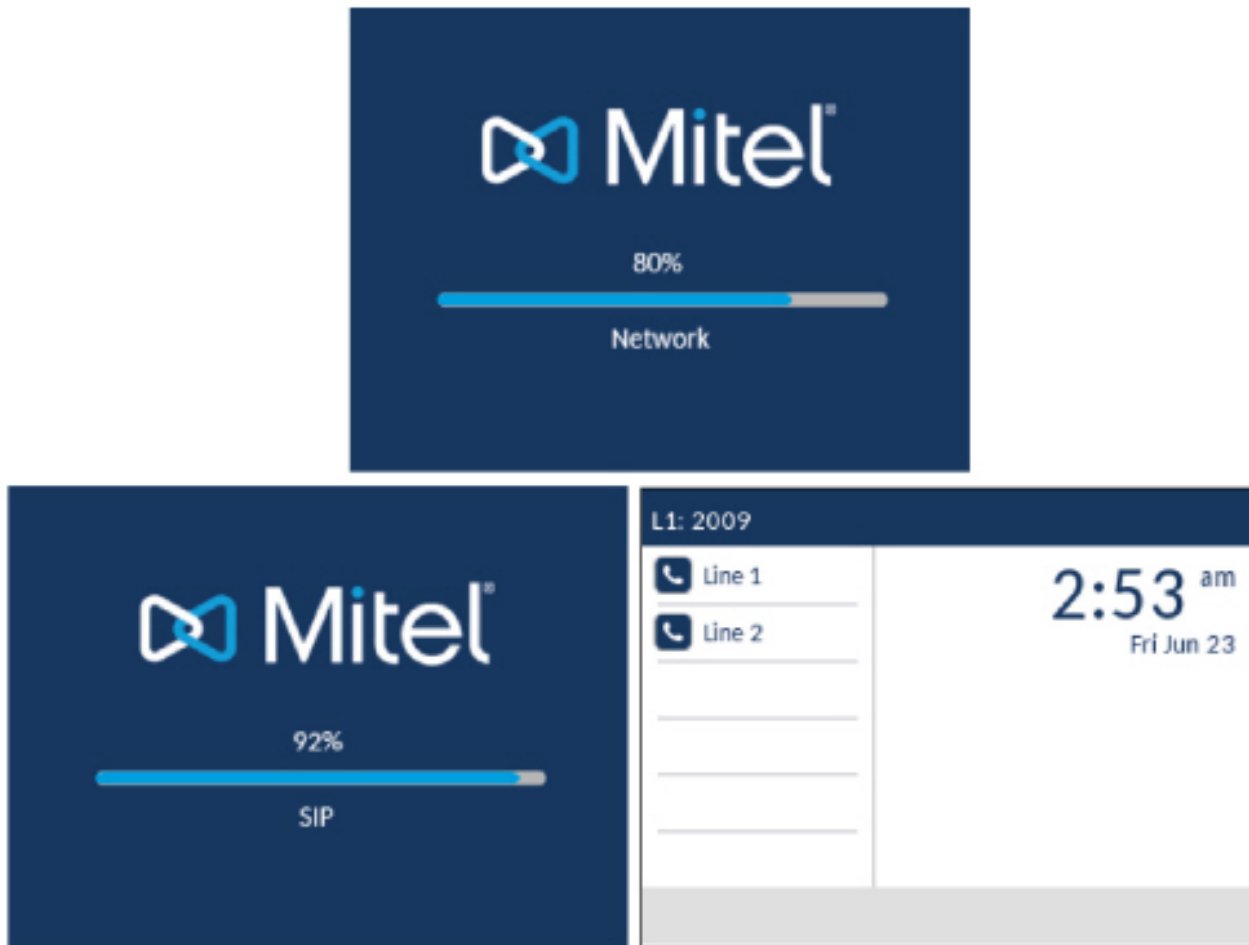 Mitel®
80%
Network
Mitel®
92%
SIP
L1: 2009
Line 1
Line 2
2:53 am
Fri Jun 23